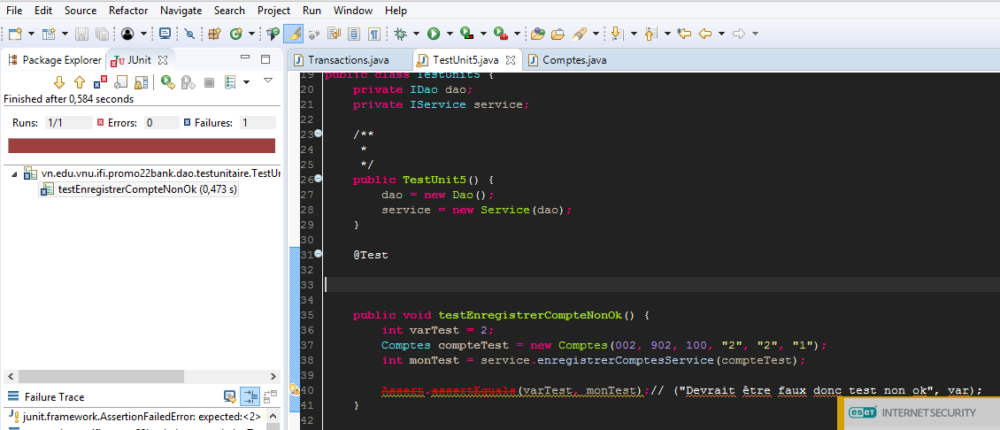 File Edit Source Refactor Navigate Search Project Run Window Help
Package Explorer JUnit
Transactions.java TestUnit5.java Comptes.java
Finished after 0,584 seconds
Runs: 1/1 Errors: 0 Failures: 1
vn.edu.vnu.ifi.promo22bank.dao.testunitaire.TestUr
testEnregistrerCompteNonOk (0,473 s)
Failure Trace
junit.framework.AssertionFailedError: expected:<2>
19 public class TestUnit5 {
20 private IDao dao;
21 private IService service;
22
23 /**
24 *
25 */
26 public TestUnit5() {
27 dao = new Dao();
28 service = new Service(dao);
29 }
30
31 @Test
32
33
34
35 public void testEnregistrerCompteNonOk() {
36 int varTest = 2;
37 Comptes compteTest = new Comptes(002, 902, 100, "2", "2", "1");
38 int monTest = service.enregistrerComptesService(compteTest);
39
40 Assert.assertEquals(varTest, monTest);// ("Devrait être faux donc test non ok", var);
41 }
42
eset INTERNET SECURITY